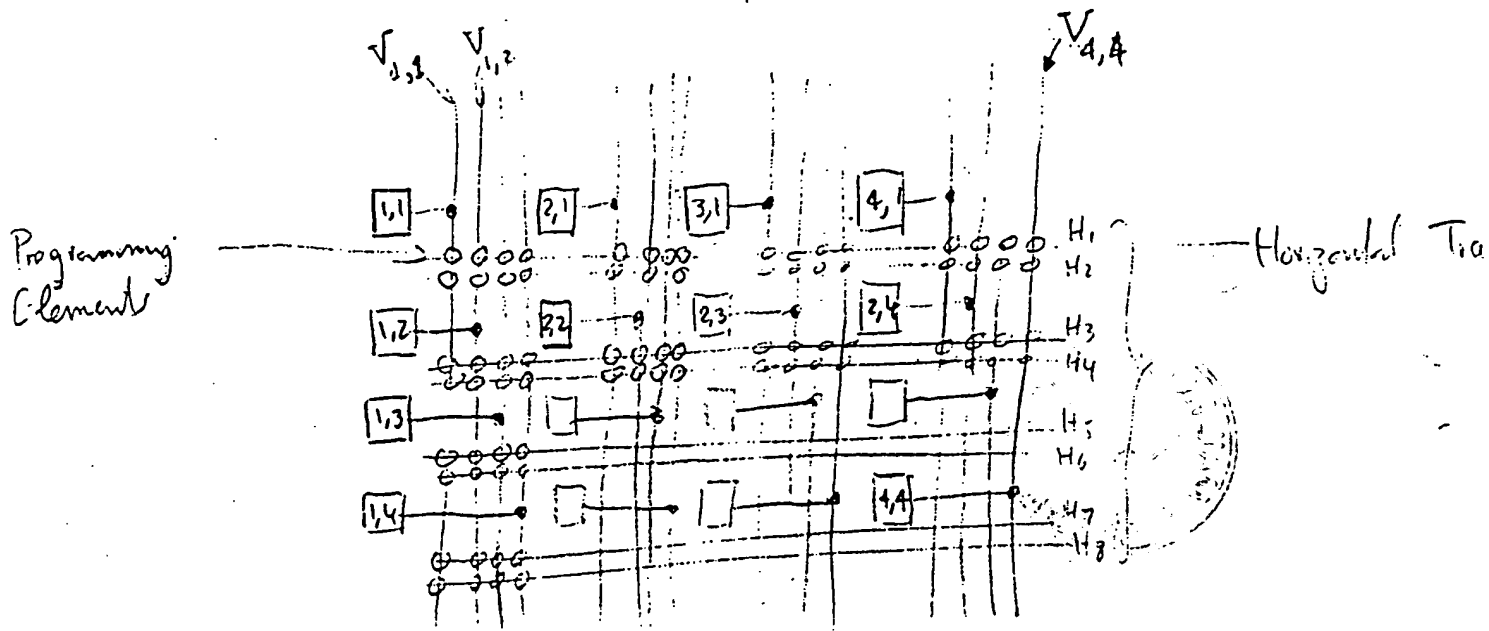 V1,1 V1,2 V4,4
1,1 2,1 3,1 4,1
H1
Programming
Elements
H2
Horizontal
1,2 2,2 2,3 2,4
H3
H4
1,3
H5
H6
1,4 4,4
H7
H8